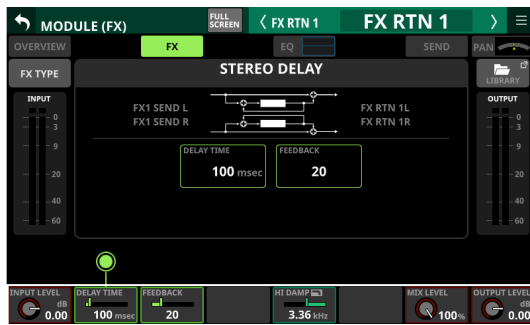 MODULE (FX)
FULL SCREEN
FX RTN 1
FX RTN 1
OVERVIEW
FX
EQ
SEND
PAN
FX TYPE
STEREO DELAY
LIBRARY
INPUT
0
3
9
20
40
60
FX1 SEND L
FX1 SEND R
FX RTN 1L
FX RTN 1R
OUTPUT
0
3
9
20
40
60
DELAY TIME
100 msec
FEEDBACK
20
INPUT LEVEL
dB
0.00
DELAY TIME
100 msec
FEEDBACK
20
HI DAMP
3.36 kHz
MIX LEVEL
100%
OUTPUT LEVEL
dB
0.00